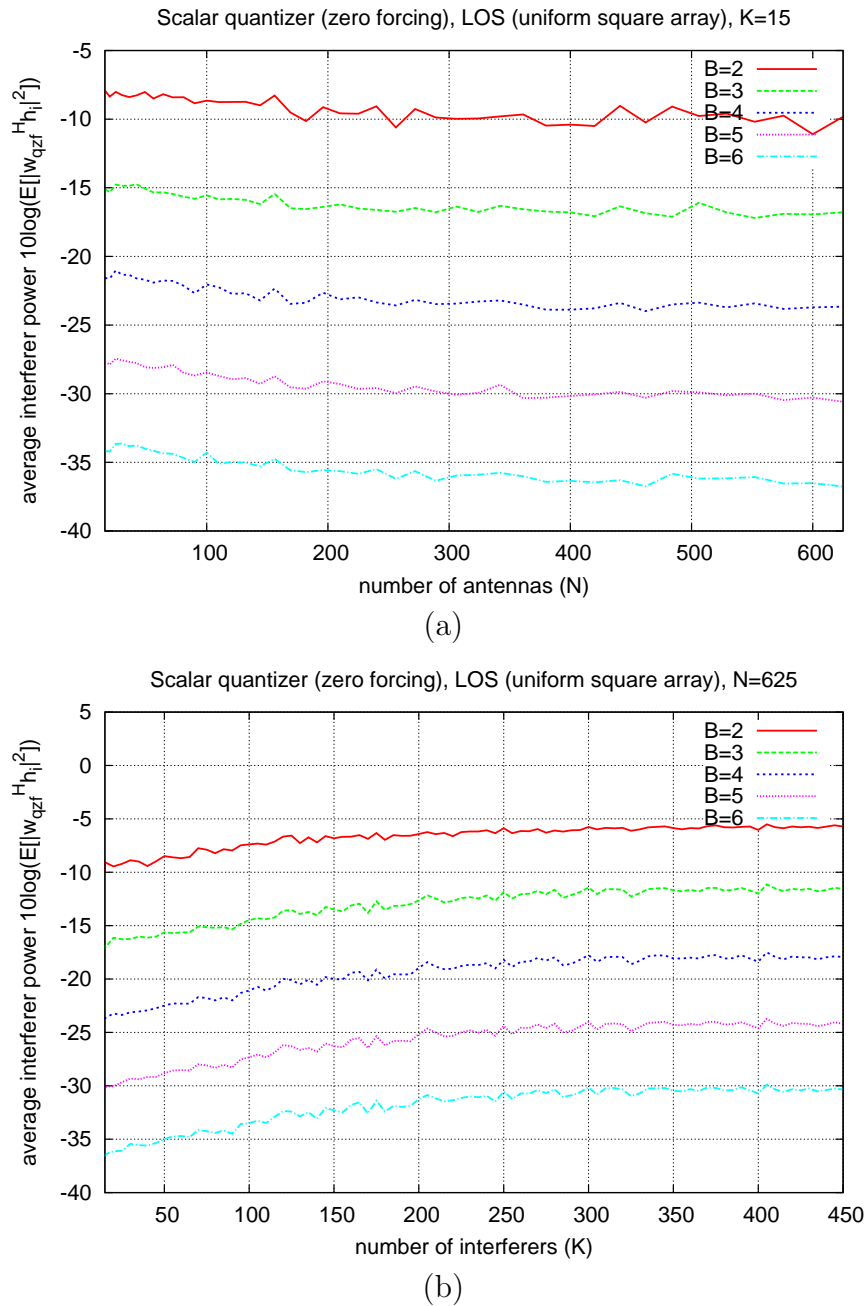 Scalar quantizer (zero forcing), LOS (uniform square array), K=15
average interferer power 10log(E[|w_qzf^H h_i|^2])
-5
-10
-15
-20
-25
-30
-35
-40
B=2
B=3
B=4
B=5
B=6
100 200 300 400 500 600
number of antennas (N)
(a)
Scalar quantizer (zero forcing), LOS (uniform square array), N=625
average interferer power 10log(E[|w_qzf^H h_i|^2])
5
0
-5
-10
-15
-20
-25
-30
-35
-40
B=2
B=3
B=4
B=5
B=6
50 100 150 200 250 300 350 400 450
number of interferers (K)
(b)